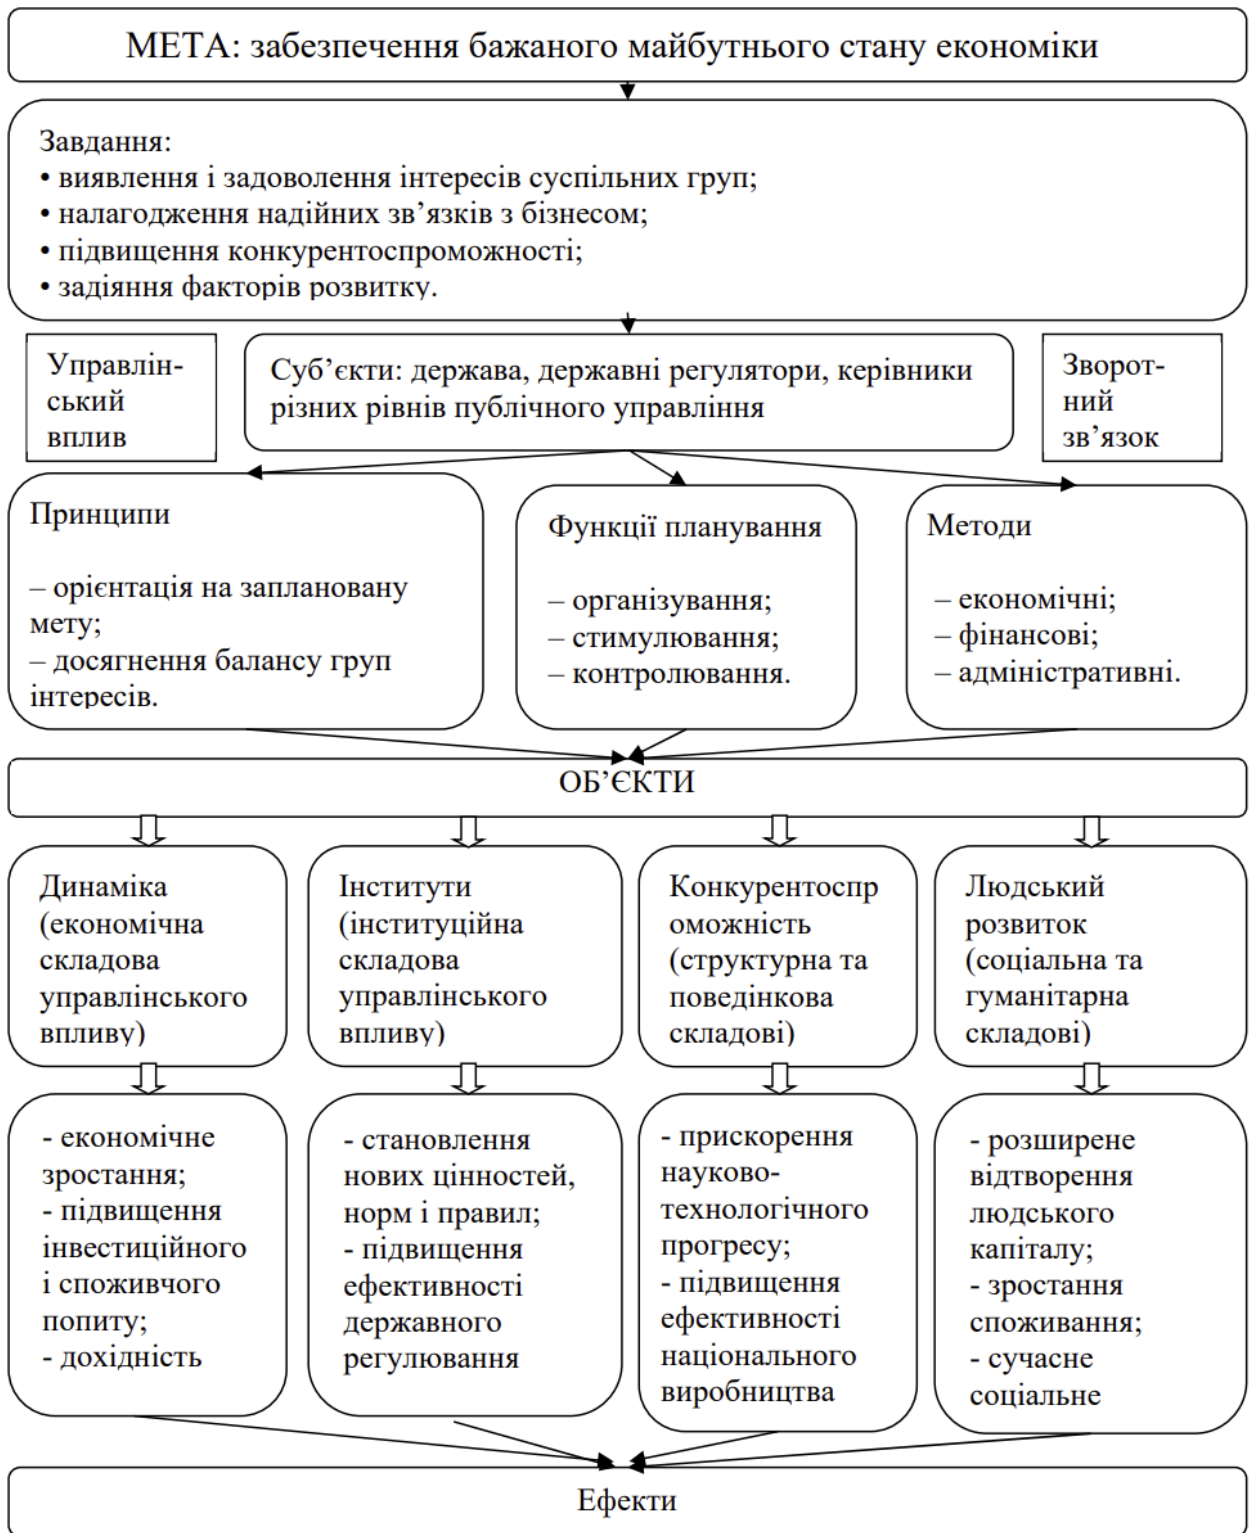 МЕТА: забезпечення бажаного майбутнього стану економіки
Завдання:
• виявлення і задоволення інтересів суспільних груп;
• налагодження надійних зв’язків з бізнесом;
• підвищення конкурентоспроможності;
• задіяння факторів розвитку.
Управлін-
ський
вплив
Суб’єкти: держава, державні регулятори, керівники
різних рівнів публічного управління
Зворот-
ний
зв’язок
Принципи
– орієнтація на заплановану
мету;
– досягнення балансу груп
інтересів.
Функції планування
– організування;
– стимулювання;
– контролювання.
Методи
– економічні;
– фінансові;
– адміністративні.
ОБ’ЄКТИ
Динаміка
(економічна
складова
управлінського
впливу)
Інститути
(інституційна
складова
управлінського
впливу)
Конкурентоспр
оможність
(структурна та
поведінкова
складові)
Людський
розвиток
(соціальна та
гуманітарна
складові)
- економічне
зростання;
- підвищення
інвестиційного
і споживчого
попиту;
- дохідність
- становлення
нових цінностей,
норм і правил;
- підвищення
ефективності
державного
регулювання
- прискорення
науково-
технологічного
прогресу;
- підвищення
ефективності
національного
виробництва
- розширене
відтворення
людського
капіталу;
- зростання
споживання;
- сучасне
соціальне
Ефекти